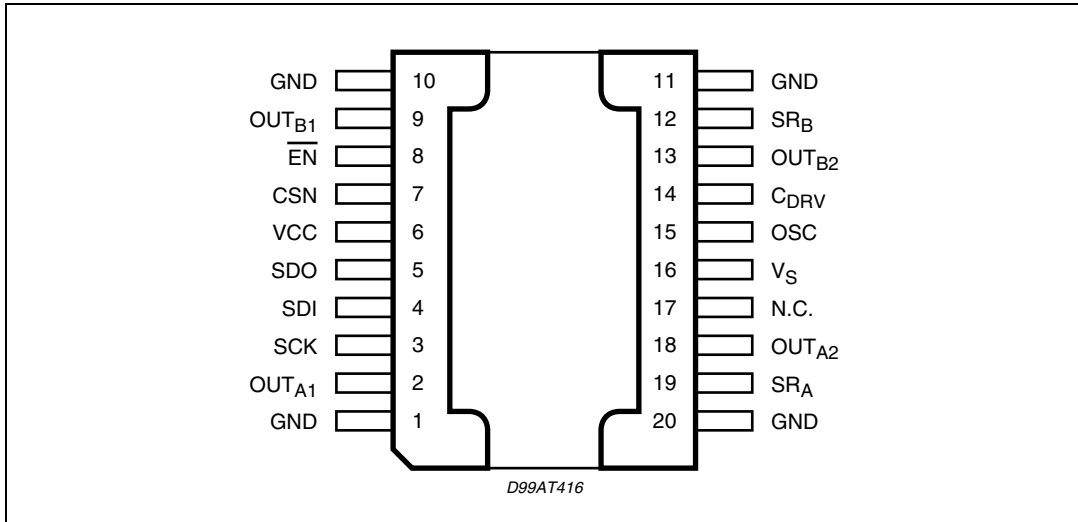 GND 10 11 GND
OUTB1 9 12 SRB
EN 8 13 OUTB2
CSN 7 14 CDRV
VCC 6 15 OSC
SDO 5 16 VS
SDI 4 17 N.C.
SCK 3 18 OUTA2
OUTA1 2 19 SRA
GND 1 20 GND
D99AT416